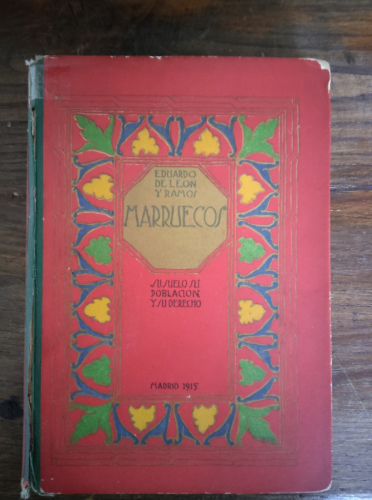 EDUARDO
DE LEON
Y RAMOS
MARRUECOS
SU SUELO, SU
POBLACION
Y SU DERECHO
MADRID 1915